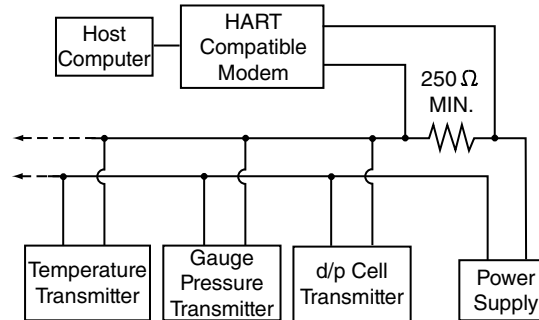 Host
Computer
HART
Compatible
Modem
250 Ω
MIN.
Temperature
Transmitter
Gauge
Pressure
Transmitter
d/p Cell
Transmitter
Power
Supply